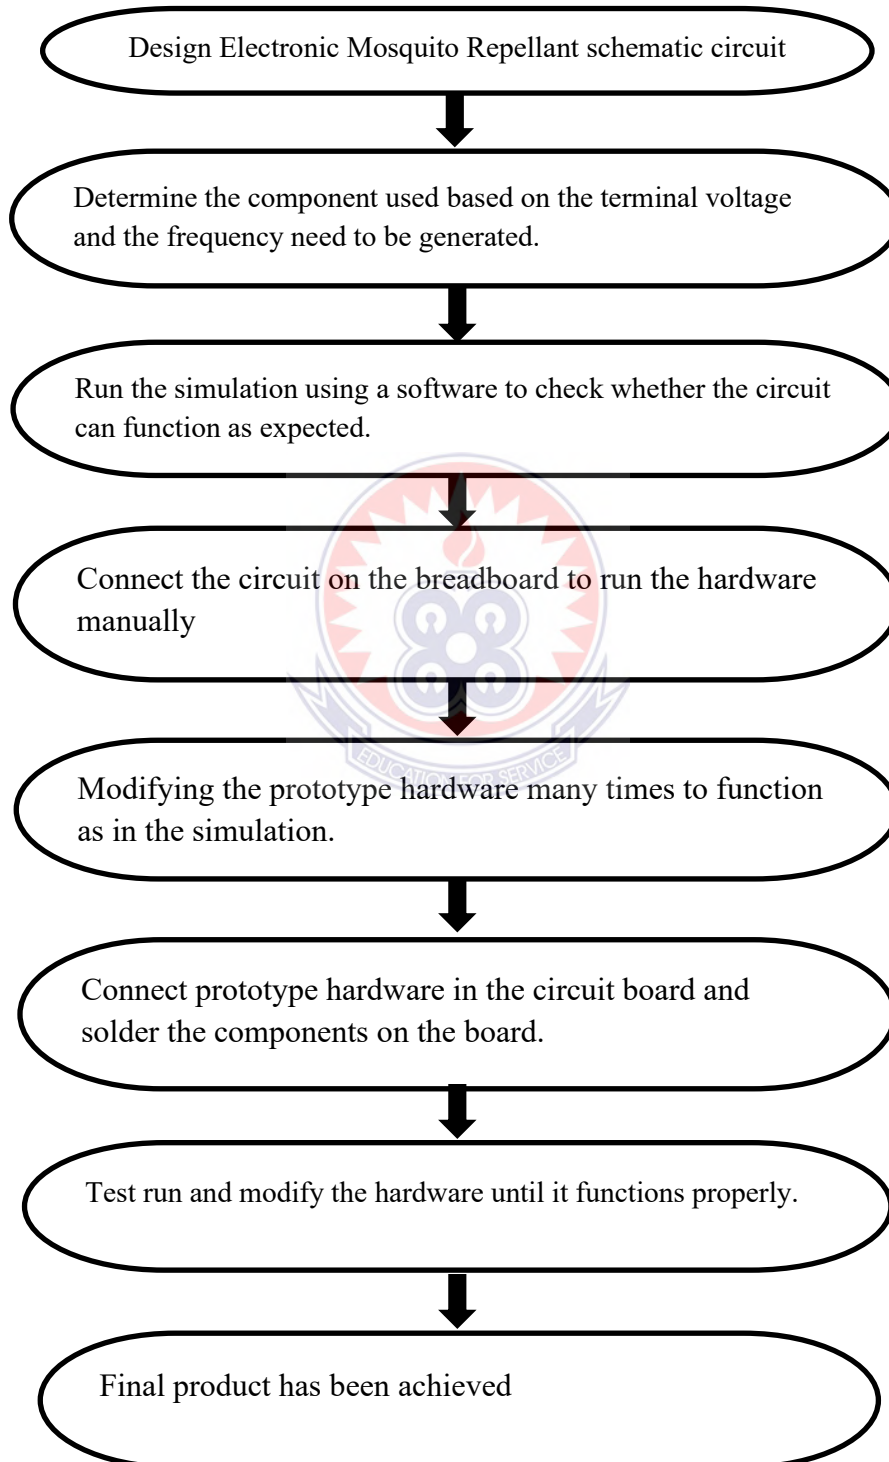 Design Electronic Mosquito Repellant schematic circuit
Determine the component used based on the terminal voltage
and the frequency need to be generated.
Run the simulation using a software to check whether the circuit
can function as expected.
Connect the circuit on the breadboard to run the hardware
manually
EDUCATION FOR SERVICE
Modifying the prototype hardware many times to function
as in the simulation.
Connect prototype hardware in the circuit board and
solder the components on the board.
Test run and modify the hardware until it functions properly.
Final product has been achieved